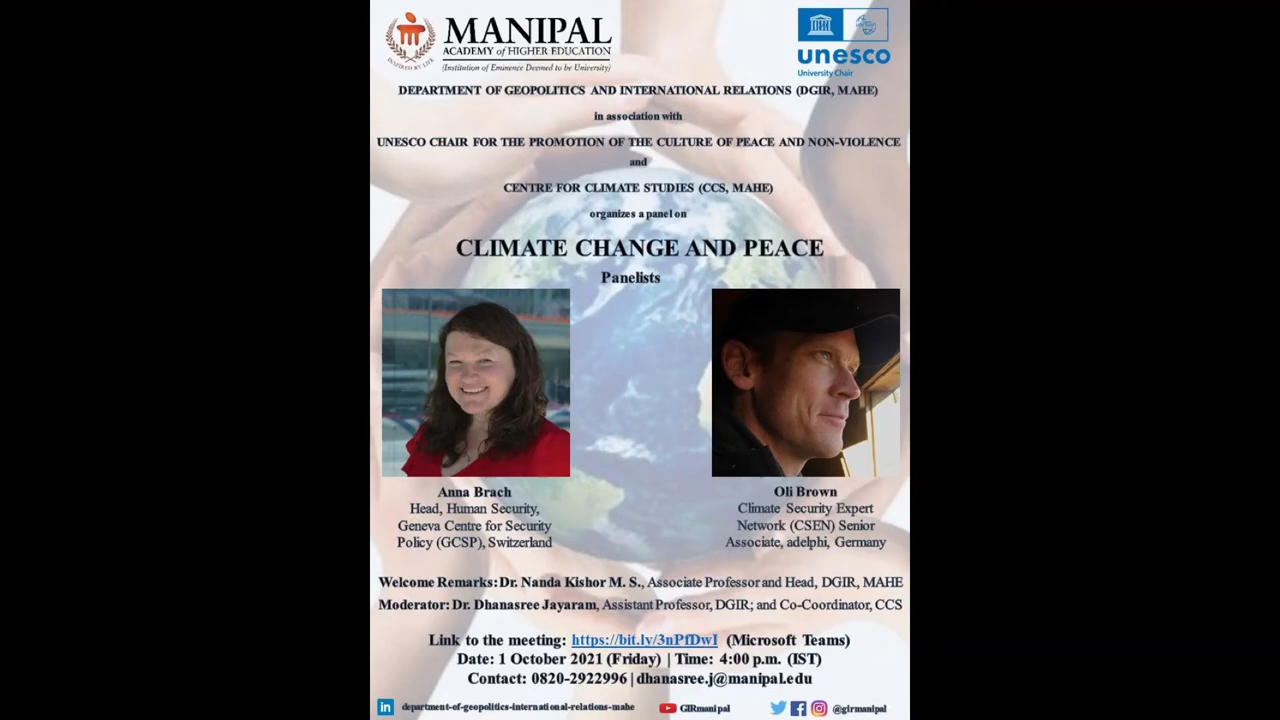 MANIPAL
ACADEMY of HIGHER EDUCATION
(Institution of Eminence Deemed to be University)
INSPIRED BY LIFE
unesco
University Chair
DEPARTMENT OF GEOPOLITICS AND INTERNATIONAL RELATIONS (DGIR, MAHE)
in association with
UNESCO CHAIR FOR THE PROMOTION OF THE CULTURE OF PEACE AND NON-VIOLENCE
and
CENTRE FOR CLIMATE STUDIES (CCS, MAHE)
organizes a panel on
CLIMATE CHANGE AND PEACE
Panelists
Anna Brach
Head, Human Security,
Geneva Centre for Security
Policy (GCSP), Switzerland
Oli Brown
Climate Security Expert
Network (CSEN) Senior
Associate, adelphi, Germany
Welcome Remarks: Dr. Nanda Kishor M. S., Associate Professor and Head, DGIR, MAHE
Moderator: Dr. Dhanasree Jayaram, Assistant Professor, DGIR; and Co-Coordinator, CCS
Link to the meeting: https://bit.ly/3nPfDwI (Microsoft Teams)
Date: 1 October 2021 (Friday) | Time: 4:00 p.m. (IST)
Contact: 0820-2922996 | dhanasree.j@manipal.edu
in department-of-geopolitics-international-relations-mahe GIRmanipal @girmanipal